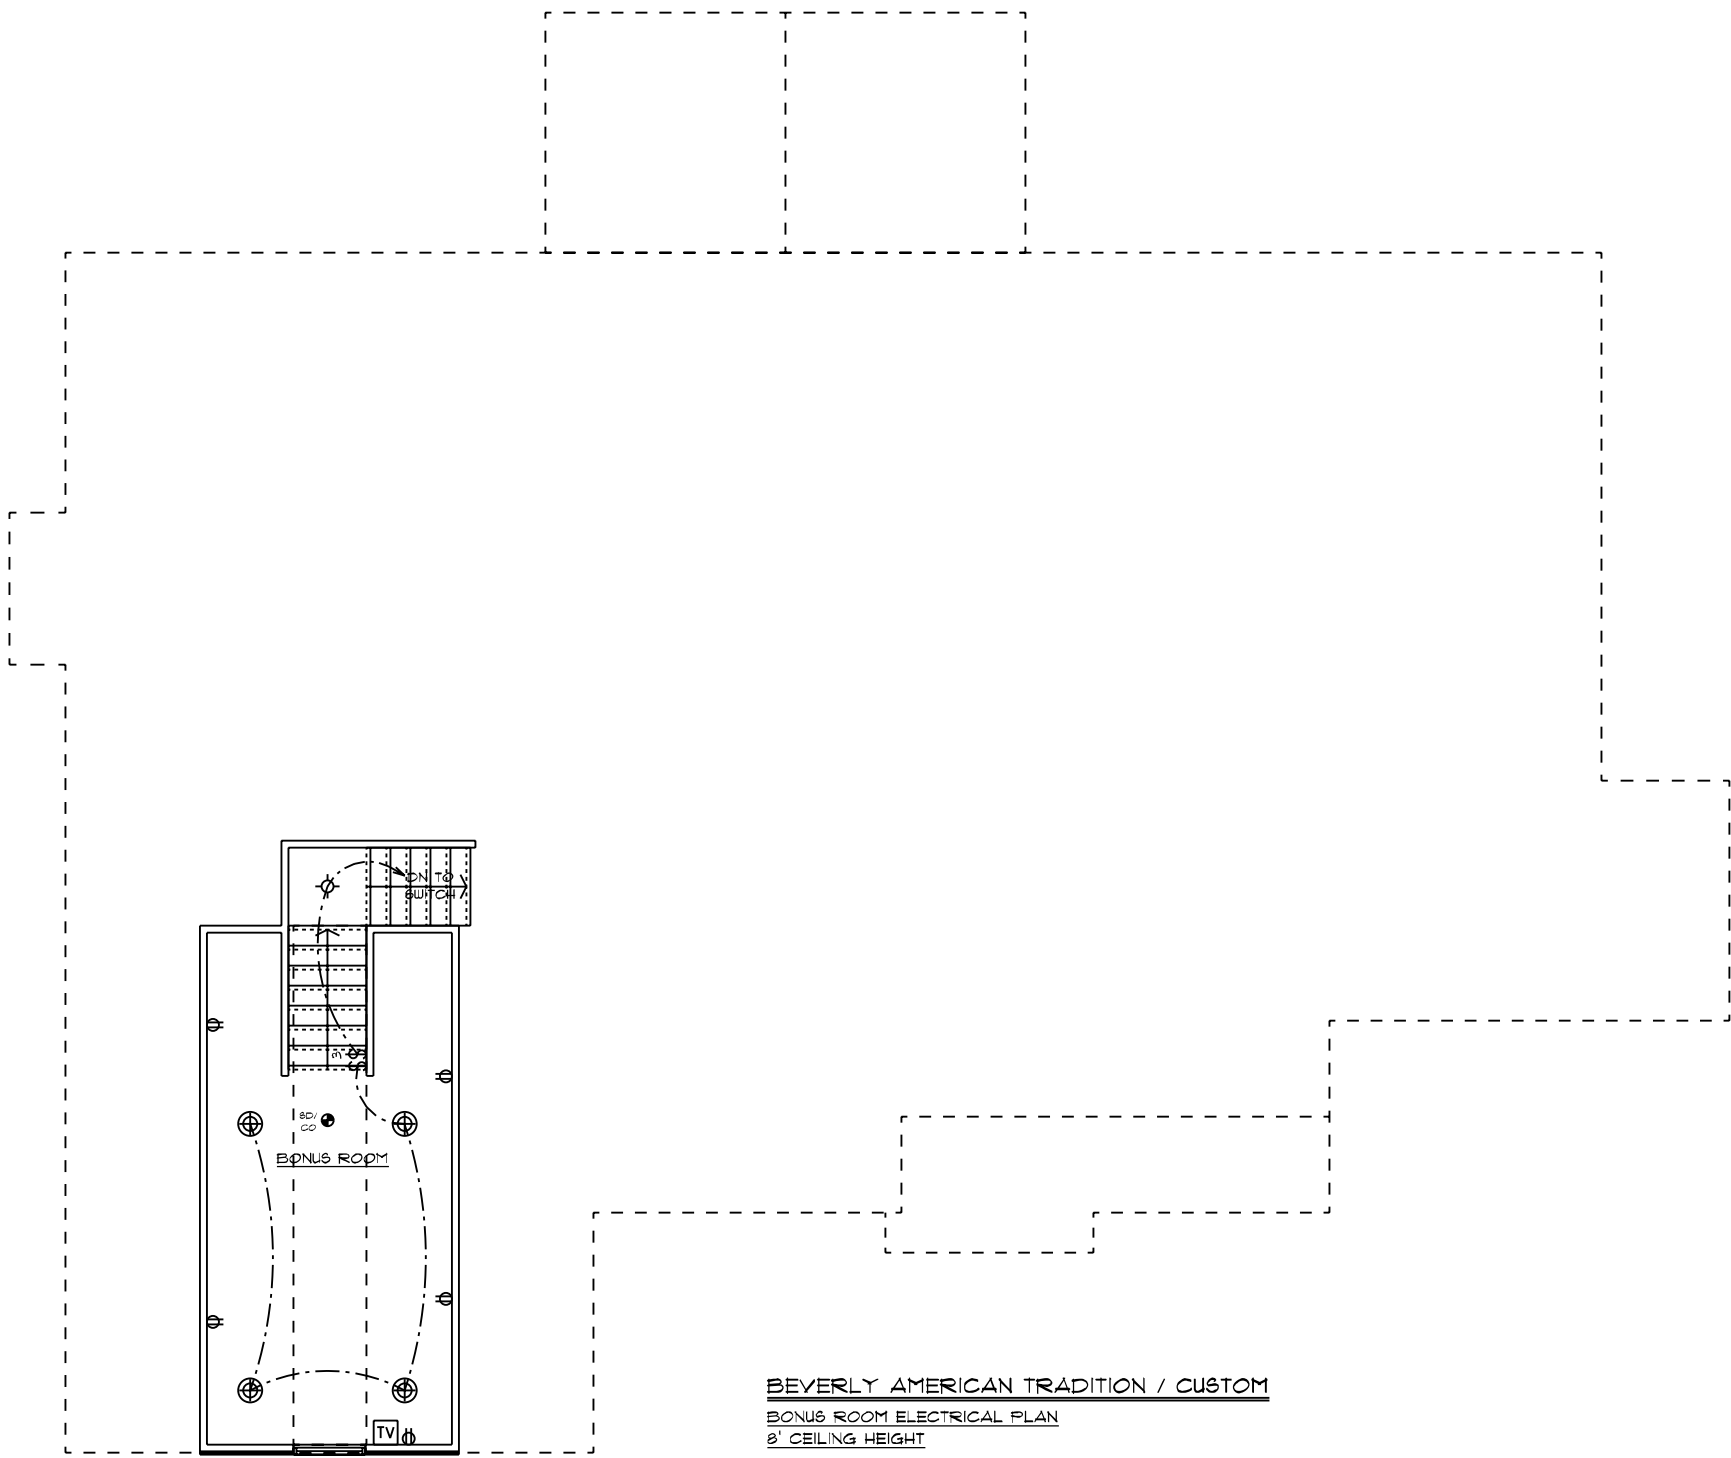 DN TO
SWITCH
3
S S
SD/
CO
BONUS ROOM
TV
BEVERLY AMERICAN TRADITION / CUSTOM
BONUS ROOM ELECTRICAL PLAN
8' CEILING HEIGHT